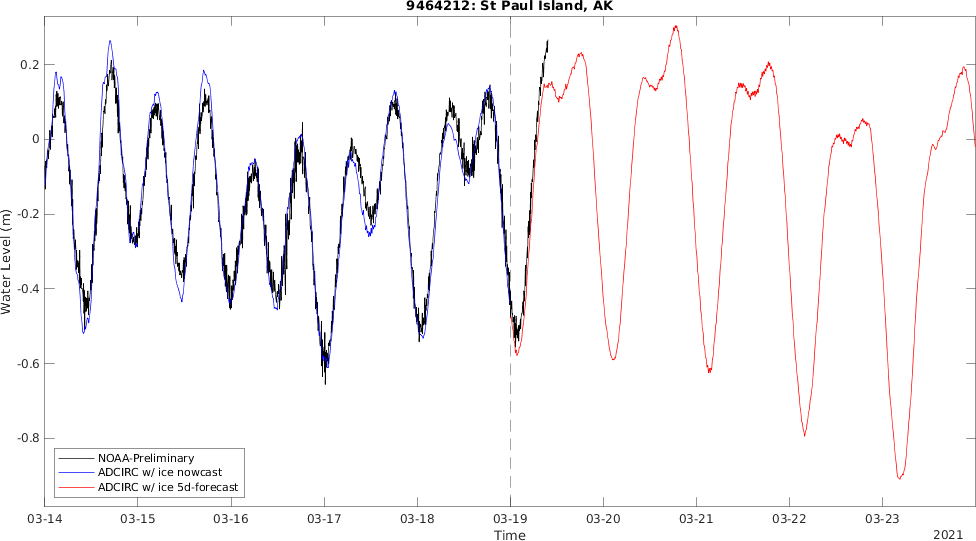 9464212: St Paul Island, AK
Water Level (m)
0.2
0
-0.2
-0.4
-0.6
-0.8
NOAA-Preliminary
ADCIRC w/ ice nowcast
ADCIRC w/ ice 5d-forecast
03-14 03-15 03-16 03-17 03-18 03-19 03-20 03-21 03-22 03-23
Time
2021